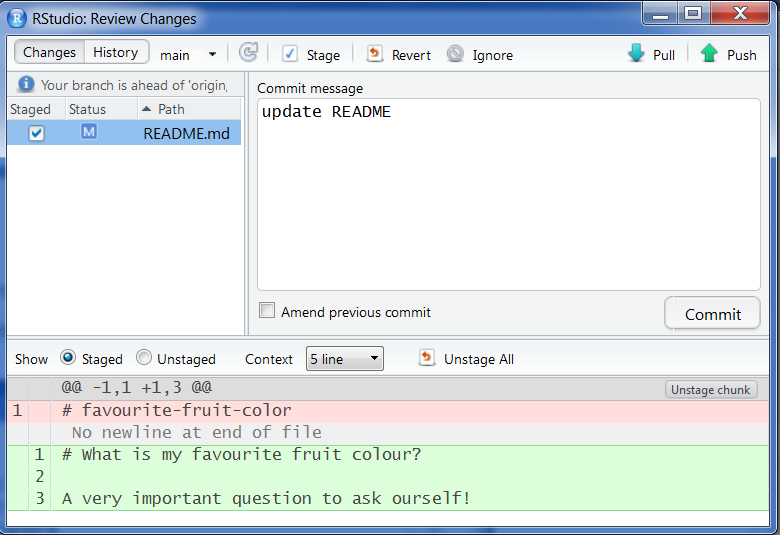 RStudio: Review Changes
Changes History main Stage Revert Ignore Pull Push
Your branch is ahead of 'origin,
Staged Status Path
M README.md
Commit message
update README
Amend previous commit
Commit
Show Staged Unstaged Context 5 line Unstage All
@@ -1,1 +1,3 @@ Unstage chunk
1 # favourite-fruit-color
No newline at end of file
1 # What is my favourite fruit colour?
2
3 A very important question to ask ourself!